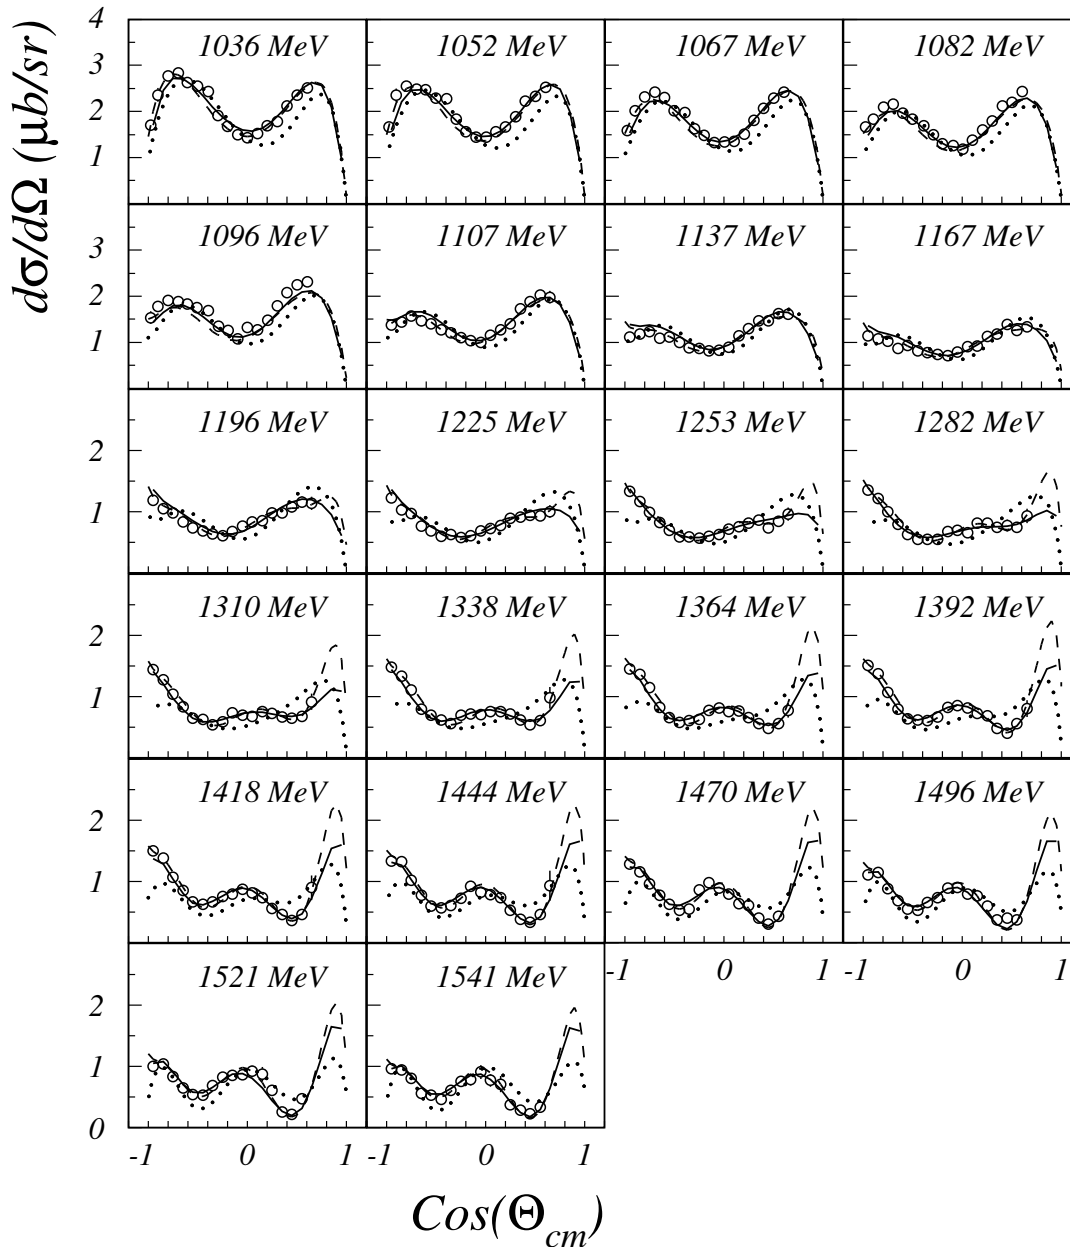 dσ/dΩ (μb/sr)
4
3
2
1
1036 MeV
1052 MeV
1067 MeV
1082 MeV
3
2
1
1096 MeV
1107 MeV
1137 MeV
1167 MeV
2
1
1196 MeV
1225 MeV
1253 MeV
1282 MeV
2
1
1310 MeV
1338 MeV
1364 MeV
1392 MeV
2
1
1418 MeV
1444 MeV
1470 MeV
1496 MeV
-1 0 1 -1 0 1
2
1
0
1521 MeV
1541 MeV
-1 0 1 -1 0 1
Cos(Θcm)